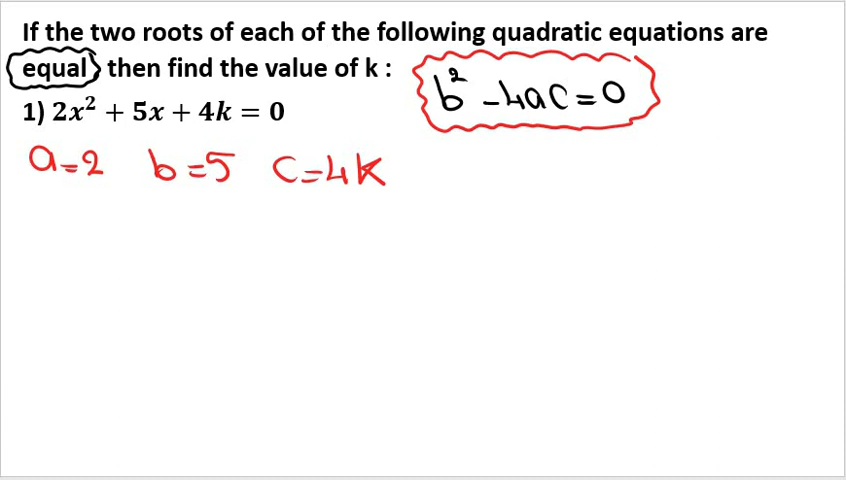 If the two roots of each of the following quadratic equations are
equal then find the value of k :
b² - 4ac = 0
1) 2x² + 5x + 4k = 0
a=2 b=5 c=4k